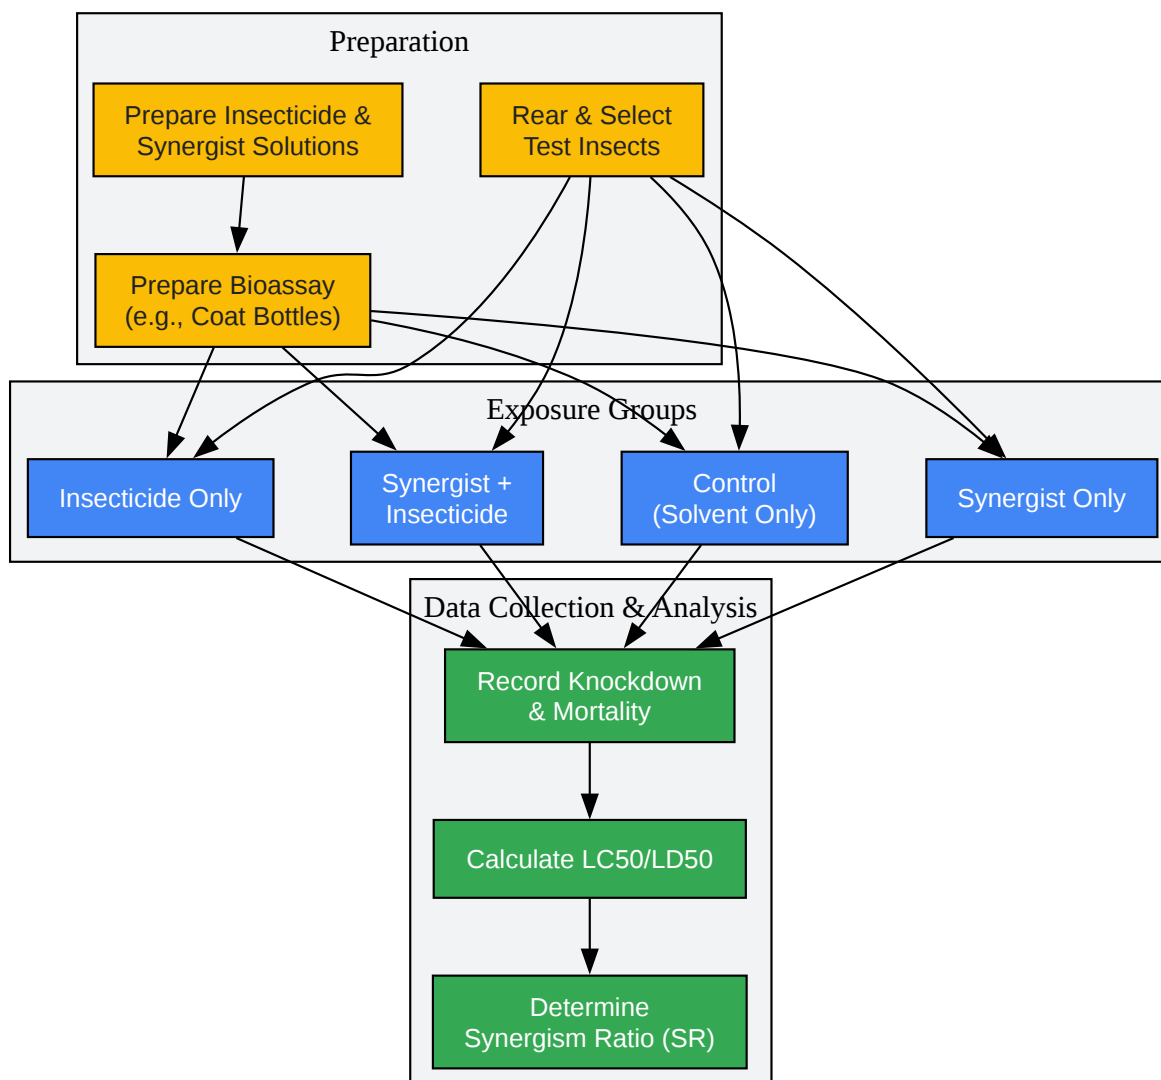 Preparation
Prepare Insecticide &
Synergist Solutions
Rear & Select
Test Insects
Prepare Bioassay
(e.g., Coat Bottles)
Exposure Groups
Insecticide Only
Synergist +
Insecticide
Control
(Solvent Only)
Synergist Only
Data Collection & Analysis
Record Knockdown
& Mortality
Calculate LC50/LD50
Determine
Synergism Ratio (SR)